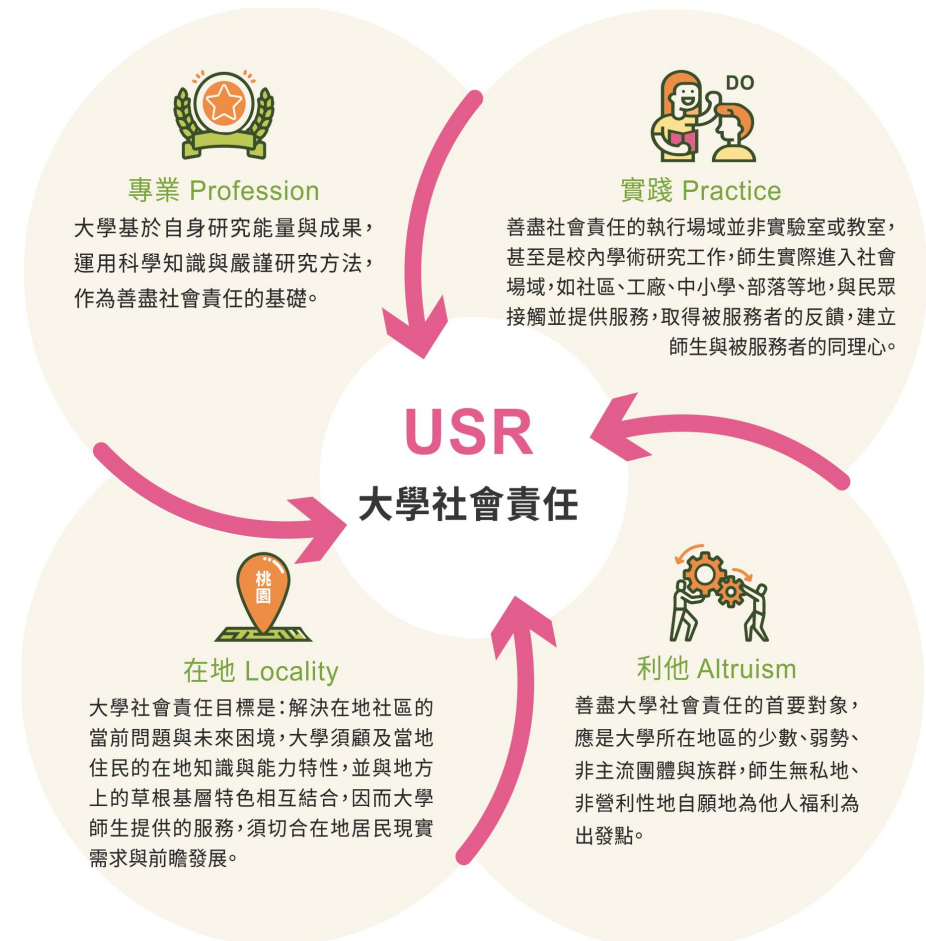 專業 Profession
大學基於自身研究能量與成果，
運用科學知識與嚴謹研究方法，
作為善盡社會責任的基礎。
DO
實踐 Practice
善盡社會責任的執行場域並非實驗室或教室，
甚至是校內學術研究工作，師生實際進入社會
場域，如社區、工廠、中小學、部落等地，與民眾
接觸並提供服務，取得被服務者的反饋，建立
師生與被服務者的同理心。
USR
大學社會責任
桃園
在地 Locality
大學社會責任目標是：解決在地社區的
當前問題與未來困境，大學須顧及當地
住民的在地知識與能力特性，並與地方
上的草根基層特色相互結合，因而大學
師生提供的服務，須切合在地居民現實
需求與前瞻發展。
利他 Altruism
善盡大學社會責任的首要對象，
應是大學所在地區的少數、弱勢、
非主流團體與族群，師生無私地、
非營利性地自願地為他人福利為
出發點。